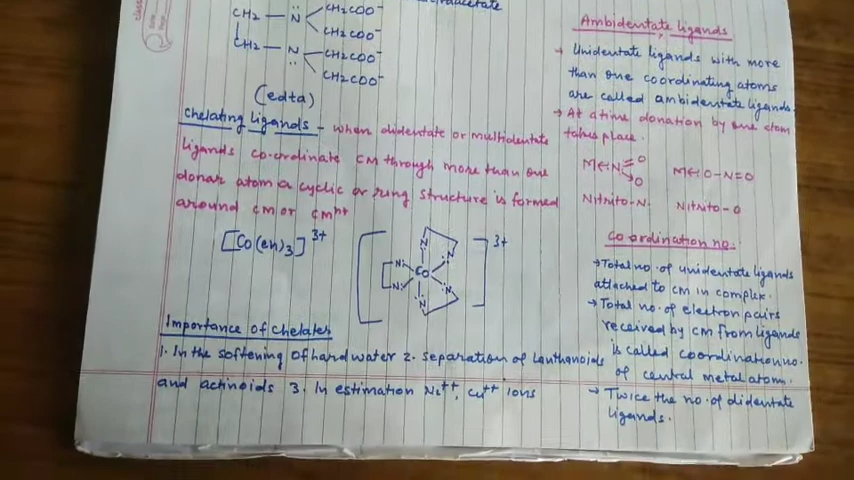 CH2COO-
CH2 — N̈
CH2COO-
CH2 — N̈
CH2COO-
CH2COO-
(edta)
Chelating ligands - when didentate or multidentate
ligands co-ordinate CM through more than one
donar atom a cyclic or ring structure is formed
around CM or CMn+
[Co(en)3]3+
[Co N N N N N N]3+
Importance of chelates
1. In the softening of hard water 2. separation of lanthanoids
and actinoids 3. In estimation Ni++, Cu++ ions
Ambidentate ligands
→ Unidentate ligands with more
than one coordinating atoms
are called ambidentate ligands.
→ At a time donation by one atom
takes place.
M←N=O →O M←O-N=O
Nitrito-N. Nitrito-O
Co ordination no.
→ Total no. of unidentate ligands
attached to CM in complex.
→ Total no. of electron pairs
received by CM from ligands
is called coordination no.
of central metal atom.
→ Twice the no. of didentate
ligands.